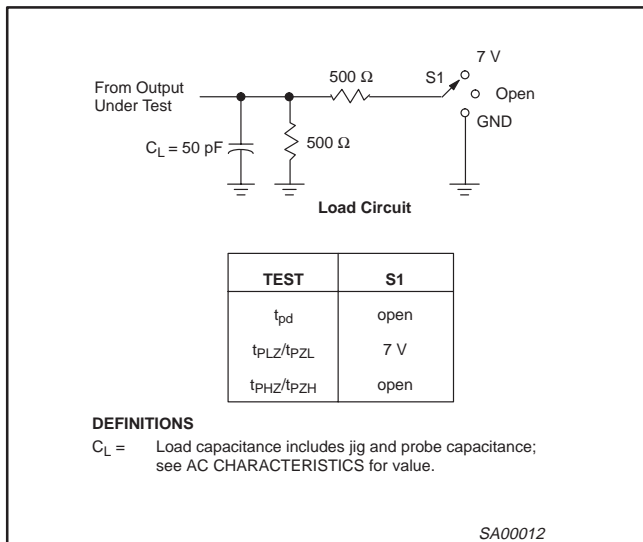 7 V
500 Ω
S1
From Output
Under Test
Open
GND
C_L = 50 pF
500 Ω
Load Circuit
TEST S1
t_pd open
t_PLZ/t_PZL 7 V
t_PHZ/t_PZH open
DEFINITIONS
C_L = Load capacitance includes jig and probe capacitance;
see AC CHARACTERISTICS for value.
SA00012